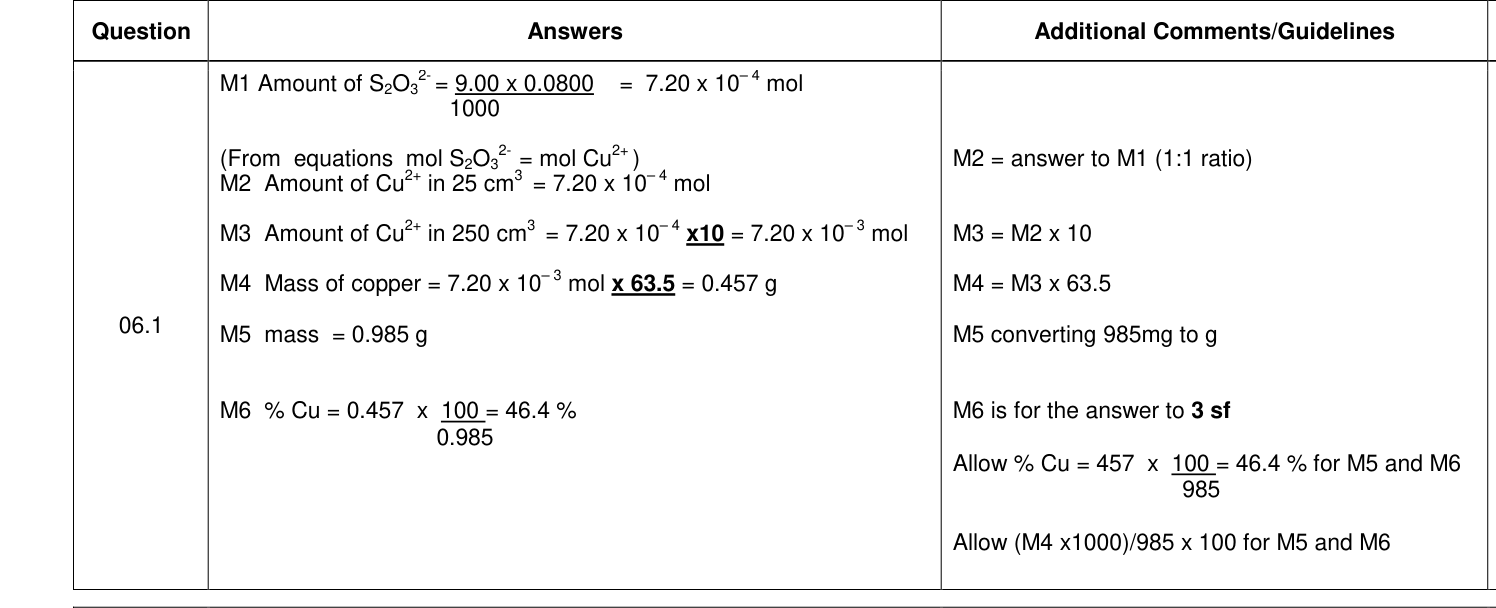 Question Answers Additional Comments/Guidelines
M1 Amount of S₂O₃²⁻ = 9.00 x 0.0800 = 7.20 x 10⁻⁴ mol
1000
(From equations mol S₂O₃²⁻ = mol Cu²⁺ ) M2 = answer to M1 (1:1 ratio)
M2 Amount of Cu²⁺ in 25 cm³ = 7.20 x 10⁻⁴ mol
M3 Amount of Cu²⁺ in 250 cm³ = 7.20 x 10⁻⁴ x10 = 7.20 x 10⁻³ mol M3 = M2 x 10
M4 Mass of copper = 7.20 x 10⁻³ mol x 63.5 = 0.457 g M4 = M3 x 63.5
06.1
M5 mass = 0.985 g M5 converting 985mg to g
M6 % Cu = 0.457 x 100 = 46.4 % M6 is for the answer to 3 sf
0.985
Allow % Cu = 457 x 100 = 46.4 % for M5 and M6
985
Allow (M4 x1000)/985 x 100 for M5 and M6